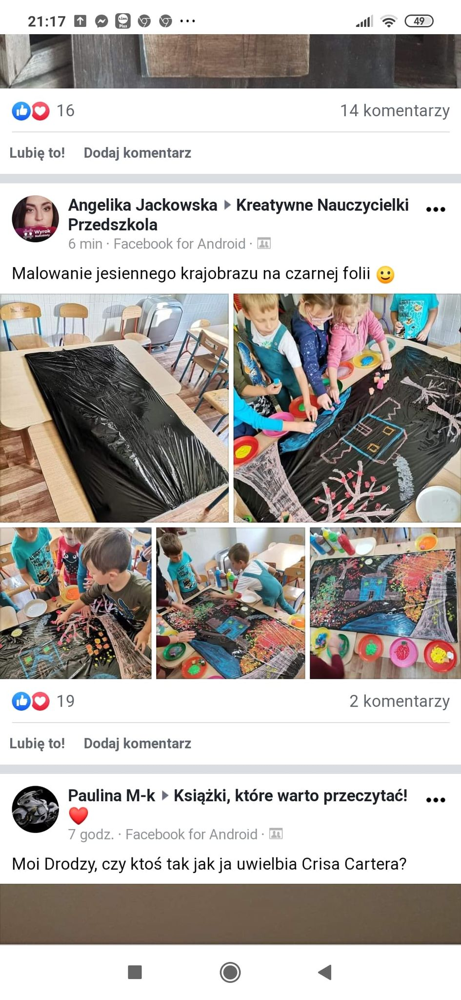 21:17 Plus ... 49
16 14 komentarzy
Lubię to! Dodaj komentarz
Angelika Jackowska ▸ Kreatywne Nauczycielki
Przedszkola
Wyrok
NaKobiety
6 min · Facebook for Android ·
Malowanie jesiennego krajobrazu na czarnej folii 🙂
19 2 komentarzy
Lubię to! Dodaj komentarz
Paulina M-k ▸ Książki, które warto przeczytać!
❤️
7 godz. · Facebook for Android ·
Moi Drodzy, czy ktoś tak jak ja uwielbia Crisa Cartera?